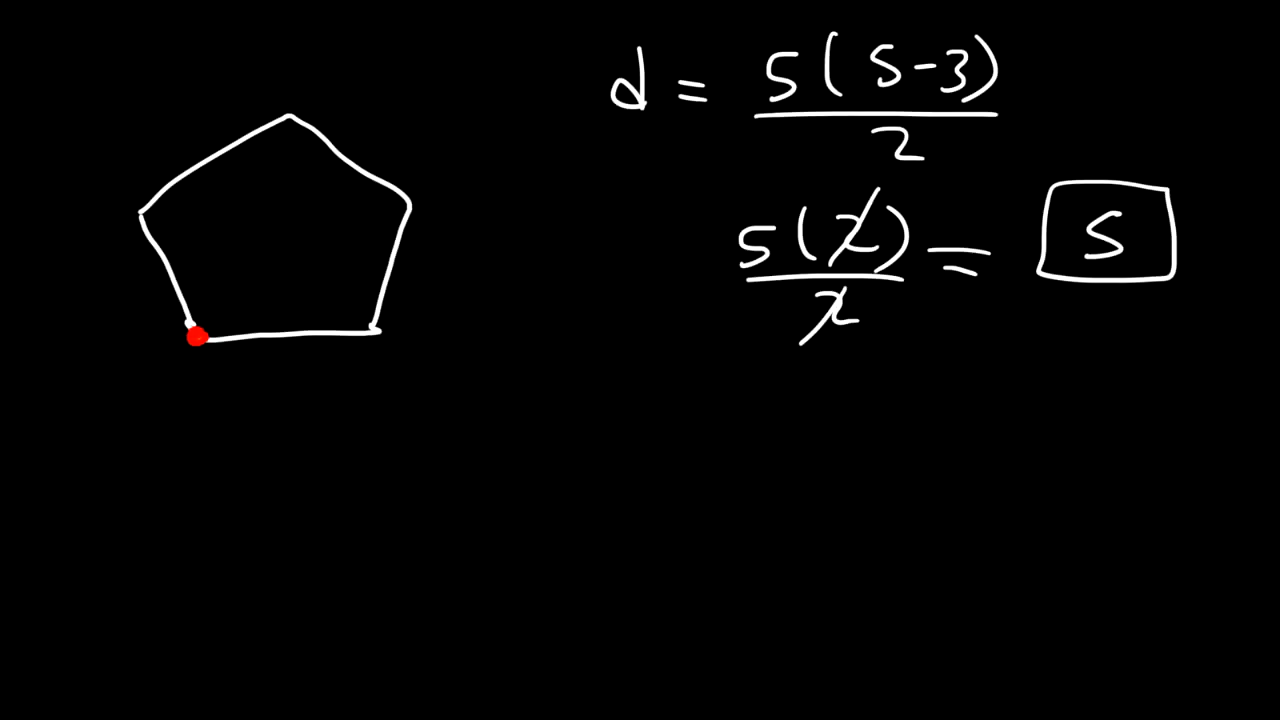 d = 5(5-3)/2
5(2)/2 = 5